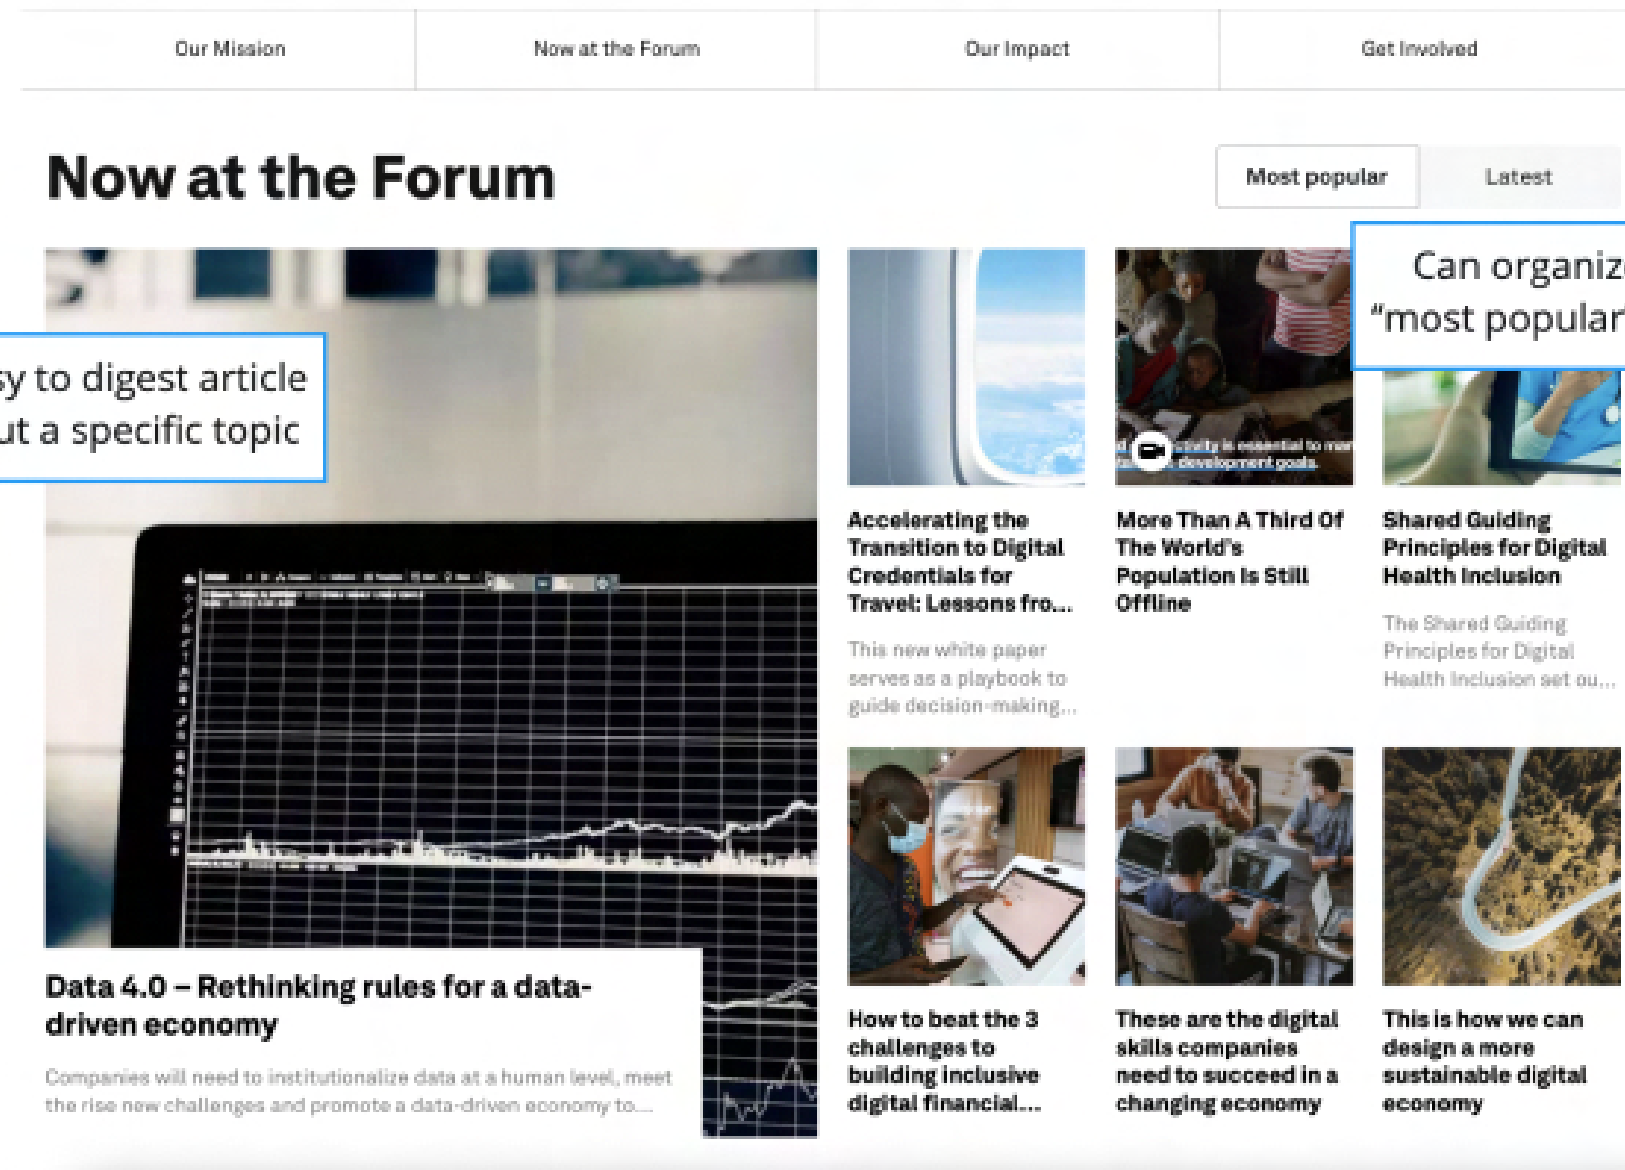 Our Mission
Now at the Forum
Our Impact
Get Involved
Now at the Forum
Most popular
Latest
Can organiz
“most popular
sy to digest article
ut a specific topic
ivity is essential to
development goals.
Accelerating the
Transition to Digital
Credentials for
Travel: Lessons fro...
This new white paper
serves as a playbook to
guide decision-making...
More Than A Third Of
The World's
Population Is Still
Offline
Shared Guiding
Principles for Digital
Health Inclusion
The Shared Guiding
Principles for Digital
Health Inclusion set ou...
Data 4.0 – Rethinking rules for a data-
driven economy
Companies will need to institutionalize data at a human level, meet
the rise new challenges and promote a data-driven economy to....
How to beat the 3
challenges to
building inclusive
digital financial...
These are the digital
skills companies
need to succeed in a
changing economy
This is how we can
design a more
sustainable digital
economy